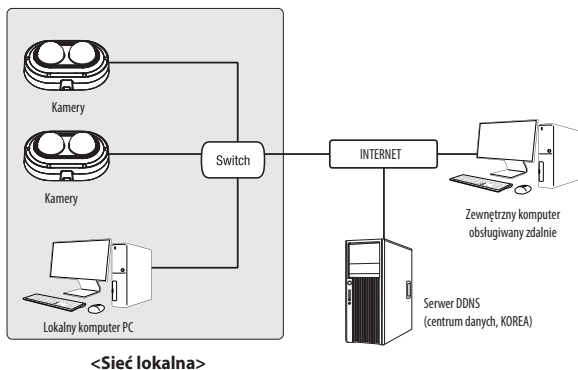 Kamery
Kamery
Switch
INTERNET
Lokalny komputer PC
Zewnętrzny komputer
obsługiwany zdalnie
Serwer DDNS
(centrum danych, KOREA)
<Sieć lokalna>